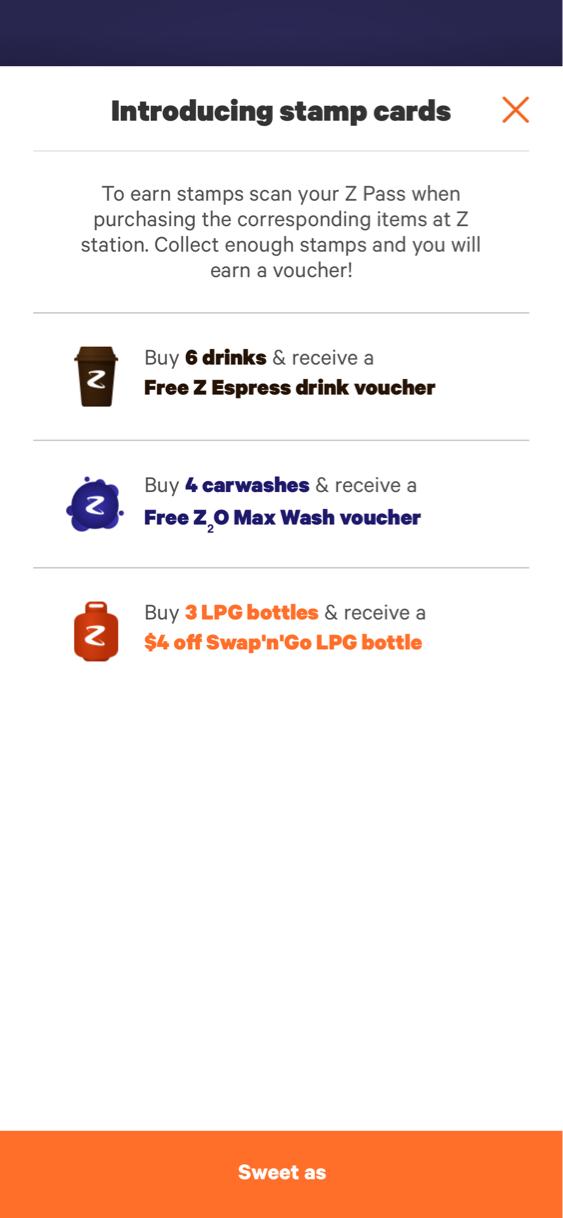 Introducing stamp cards
To earn stamps scan your Z Pass when
purchasing the corresponding items at Z
station. Collect enough stamps and you will
earn a voucher!
Z
Buy 6 drinks & receive a
Free Z Espress drink voucher
Z
Buy 4 carwashes & receive a
Free Z₂O Max Wash voucher
Z
Buy 3 LPG bottles & receive a
$4 off Swap'n'Go LPG bottle
Sweet as